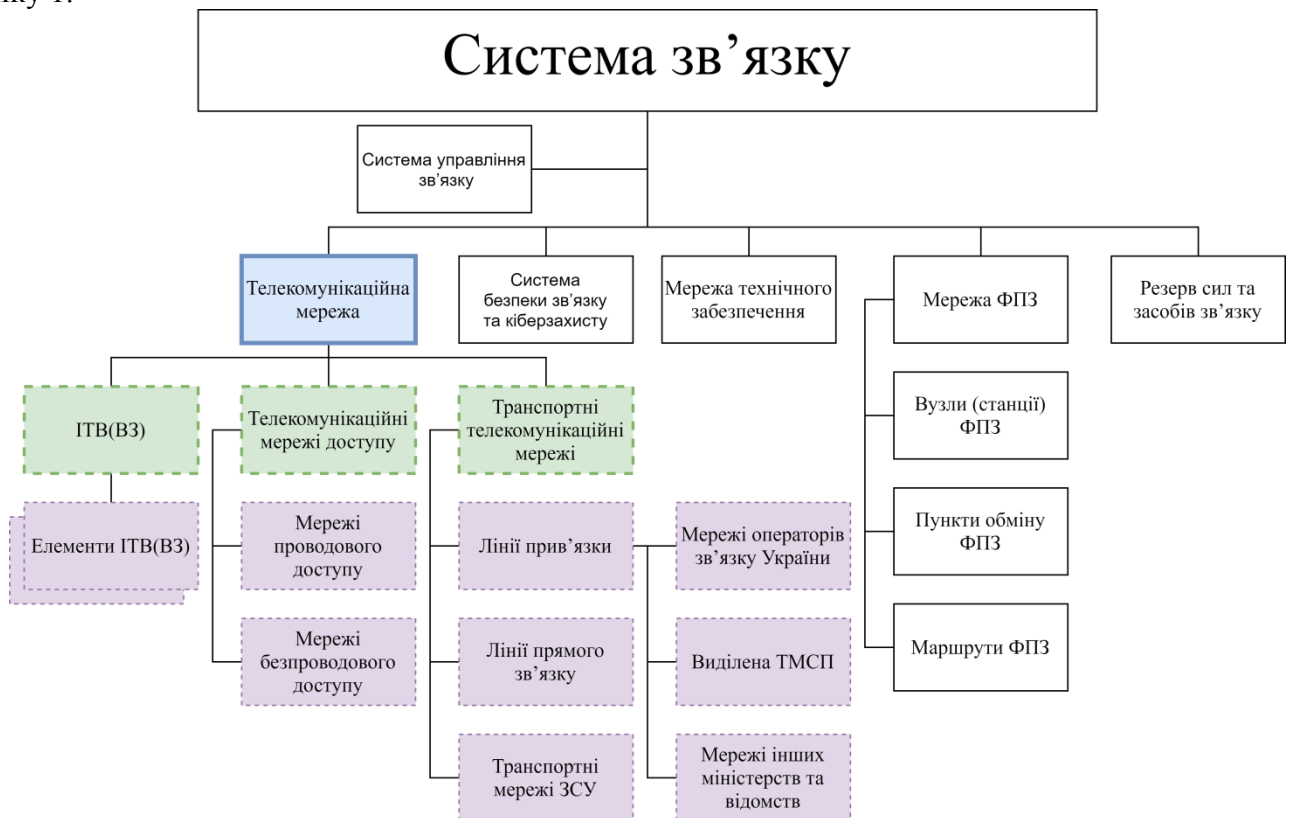 Система зв’язку
Система управління
зв’язку
Телекомунікаційна
мережа
Система
безпеки зв’язку
та кіберзахисту
Мережа технічного
забезпечення
Мережа ФПЗ
Резерв сил та
засобів зв’язку
ІТВ(ВЗ)
Телекомунікаційні
мережі доступу
Транспортні
телекомунікаційні
мережі
Вузли (станції)
ФПЗ
Елементи ІТВ(ВЗ)
Мережі
проводового
доступу
Лінії прив’язки
Мережі операторів
зв’язку України
Пункти обміну
ФПЗ
Мережі
безпроводового
доступу
Лінії прямого
зв’язку
Виділена ТМСП
Маршрути ФПЗ
Транспортні
мережі ЗСУ
Мережі інших
міністерств та
відомств